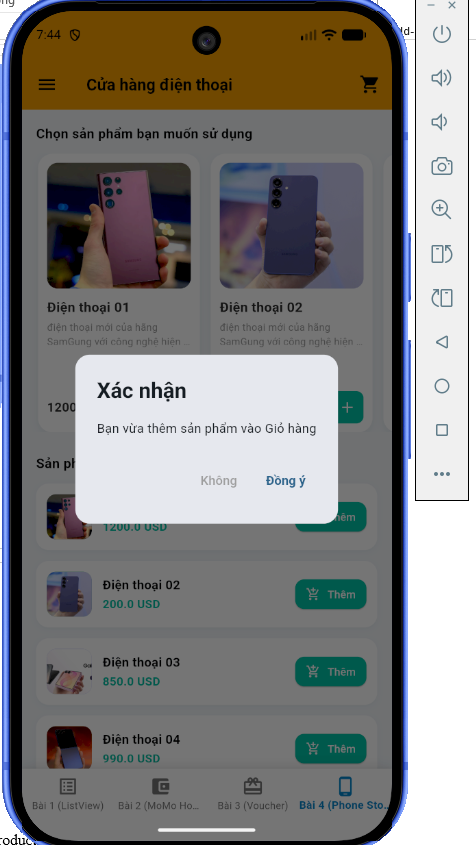 7:44
Cửa hàng điện thoại
Chọn sản phẩm bạn muốn sử dụng
Điện thoại 01
điện thoại mới của hãng
SamGung với công nghệ hiện ...
Điện thoại 02
điện thoại mới của hãng
SamGung với công nghệ hiện ...
1200
+
Xác nhận
Bạn vừa thêm sản phẩm vào Giỏ hàng
Không
Đồng ý
Sản ph
1200.0 USD
hêm
Điện thoại 02
200.0 USD
Thêm
Điện thoại 03
850.0 USD
Thêm
Điện thoại 04
990.0 USD
Thêm
Bài 1 (ListView)
Bài 2 (MoMo Ho...
Bài 3 (Voucher)
Bài 4 (Phone Sto...
roduc